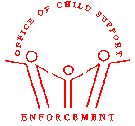 OFFICE OF CHILD SUPPORT
ENFORCEMENT